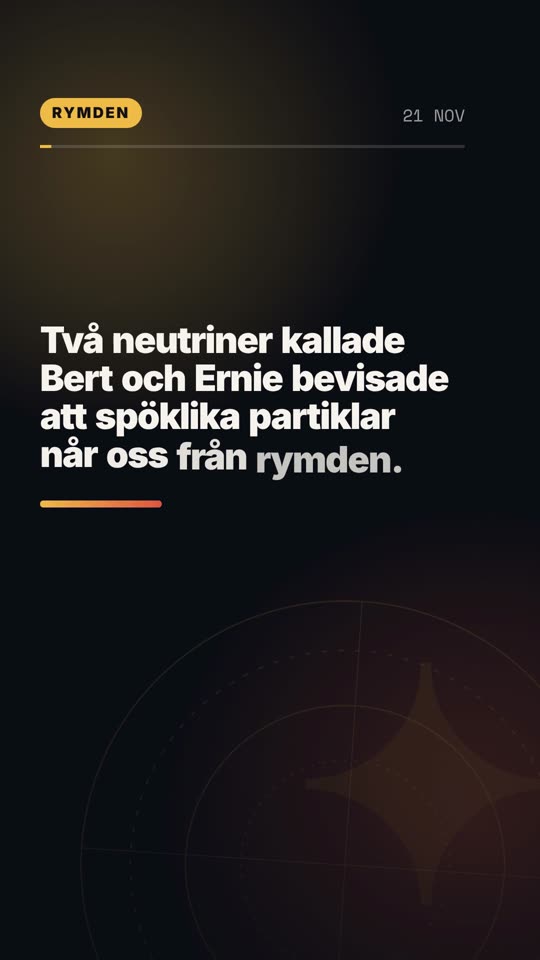 RYMDEN
21 NOV
Två neutriner kallade
Bert och Ernie bevisade
att spöklika partiklar
når oss från rymden.